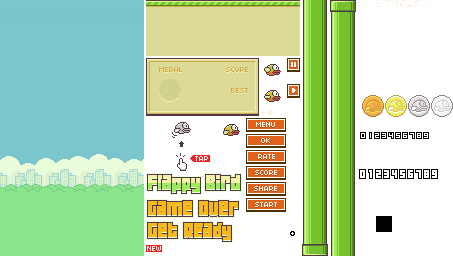 MEDAL SCORE
BEST
MENU
OK
RATE
SCORE
SHARE
START
TAP
Flappy Bird
Game Over
Get Ready
NEW
0123456789
0123456789